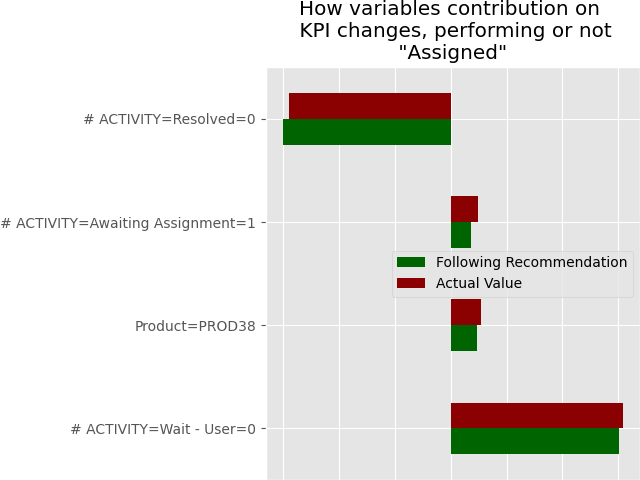 How variables contribution on
KPI changes, performing or not
"Assigned"
# ACTIVITY=Resolved=0
# ACTIVITY=Awaiting Assignment=1
Following Recommendation
Actual Value
Product=PROD38
# ACTIVITY=Wait - User=0